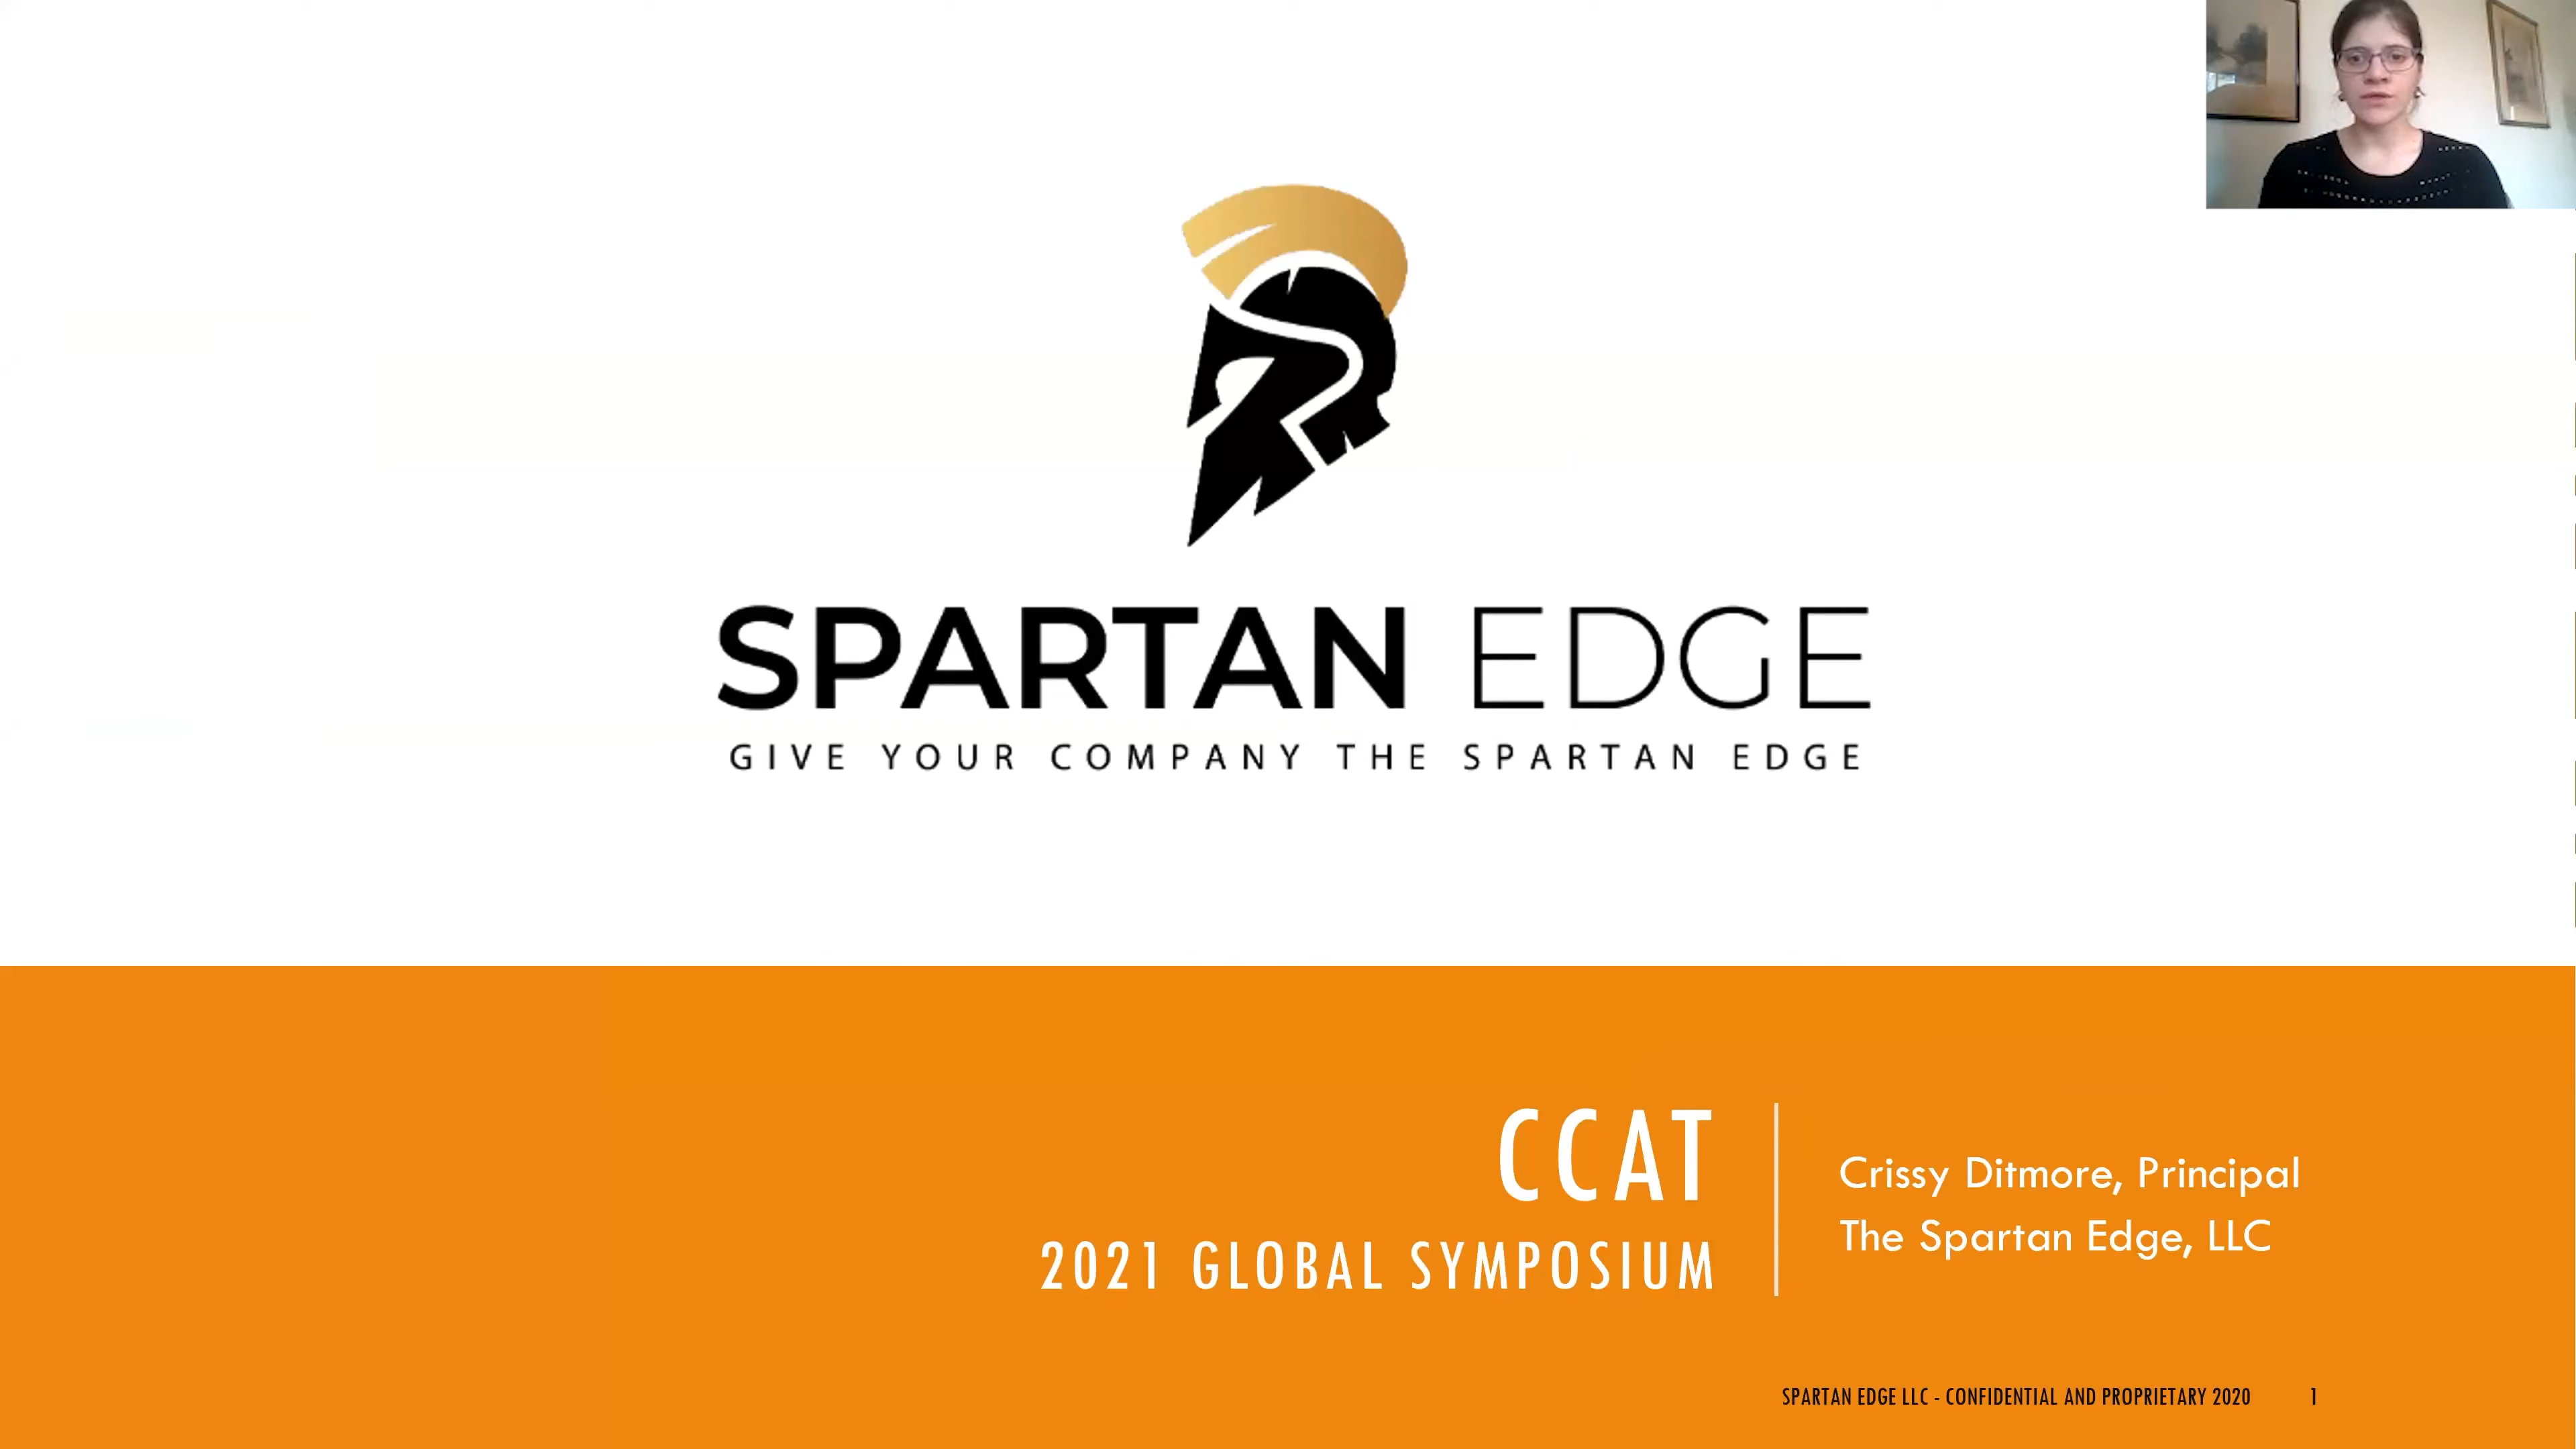 SPARTAN EDGE
GIVE YOUR COMPANY THE SPARTAN EDGE
CCAT
2021 GLOBAL SYMPOSIUM
Crissy Ditmore, Principal
The Spartan Edge, LLC
SPARTAN EDGE LLC - CONFIDENTIAL AND PROPRIETARY 2020 1